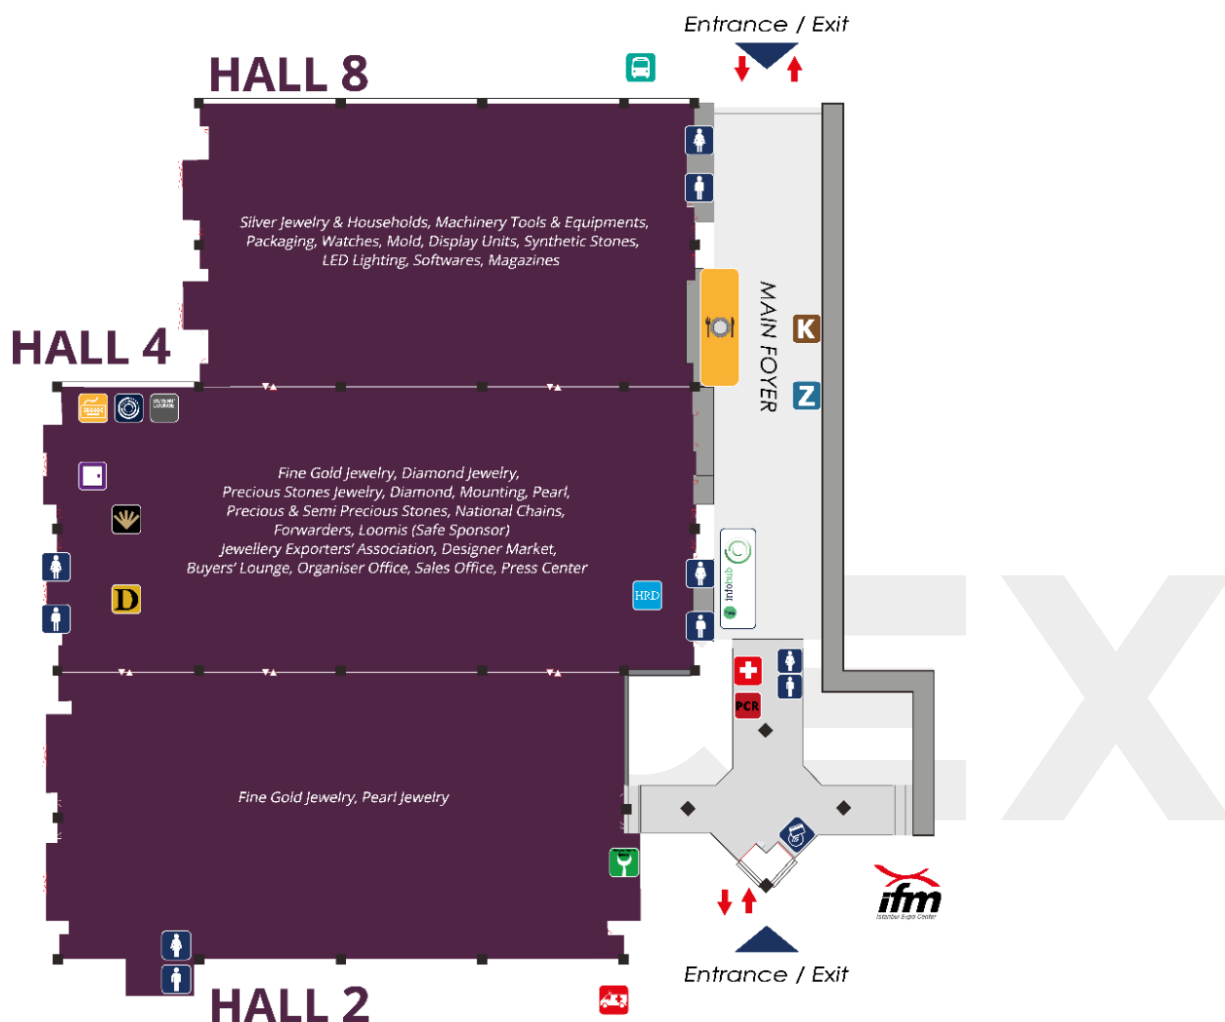 Entrance / Exit
HALL 8
Silver Jewelry & Households, Machinery Tools & Equipments,
Packaging, Watches, Mold, Display Units, Synthetic Stones,
LED Lighting, Softwares, Magazines
MAIN FOYER
K
Z
HALL 4
Fine Gold Jewelry, Diamond Jewelry,
Precious Stones Jewelry, Diamond, Mounting, Pearl,
Precious & Semi Precious Stones, National Chains,
Forwarders, Loomis (Safe Sponsor)
Jewellery Exporters' Association, Designer Market,
Buyers' Lounge, Organiser Office, Sales Office, Press Center
D
HRD
infohub
PCR
EX
Fine Gold Jewelry, Pearl Jewelry
ifm
Istanbul Expo Center
Entrance / Exit
HALL 2